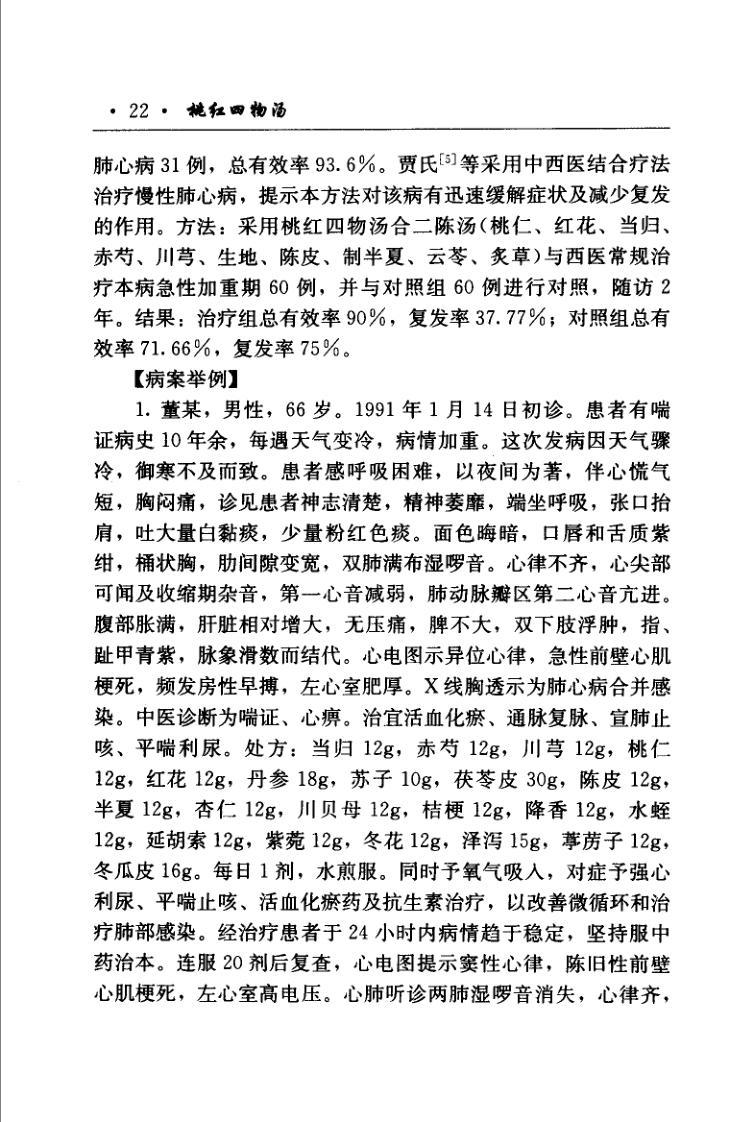 · 22 · 桃红四物汤
肺心病 31 例，总有效率 93.6%。贾氏[5]等采用中西医结合疗法
治疗慢性肺心病，提示本方法对该病有迅速缓解症状及减少复发
的作用。方法：采用桃红四物汤合二陈汤(桃仁、红花、当归、
赤芍、川芎、生地、陈皮、制半夏、云苓、炙草)与西医常规治
疗本病急性加重期 60 例，并与对照组 60 例进行对照，随访 2
年。结果：治疗组总有效率 90%，复发率 37.77%；对照组总有
效率 71.66%，复发率 75%。
【病案举例】
1. 董某，男性，66 岁。1991 年 1 月 14 日初诊。患者有喘
证病史 10 年余，每遇天气变冷，病情加重。这次发病因天气骤
冷，御寒不及而致。患者感呼吸困难，以夜间为著，伴心慌气
短，胸闷痛，诊见患者神志清楚，精神萎靡，端坐呼吸，张口抬
肩，吐大量白黏痰，少量粉红色痰。面色晦暗，口唇和舌质紫
绀，桶状胸，肋间隙变宽，双肺满布湿啰音。心律不齐，心尖部
可闻及收缩期杂音，第一心音减弱，肺动脉瓣区第二心音亢进。
腹部胀满，肝脏相对增大，无压痛，脾不大，双下肢浮肿，指、
趾甲青紫，脉象滑数而结代。心电图示异位心律，急性前壁心肌
梗死，频发房性早搏，左心室肥厚。X 线胸透示为肺心病合并感
染。中医诊断为喘证、心痹。治宜活血化瘀、通脉复脉、宣肺止
咳、平喘利尿。处方：当归 12g，赤芍 12g，川芎 12g，桃仁
12g，红花 12g，丹参 18g，苏子 10g，茯苓皮 30g，陈皮 12g，
半夏 12g，杏仁 12g，川贝母 12g，桔梗 12g，降香 12g，水蛭
12g，延胡索 12g，紫菀 12g，冬花 12g，泽泻 15g，葶苈子 12g，
冬瓜皮 16g。每日 1 剂，水煎服。同时予氧气吸入，对症予强心
利尿、平喘止咳、活血化瘀药及抗生素治疗，以改善微循环和治
疗肺部感染。经治疗患者于 24 小时内病情趋于稳定，坚持服中
药治本。连服 20 剂后复查，心电图提示窦性心律，陈旧性前壁
心肌梗死，左心室高电压。心肺听诊两肺湿啰音消失，心律齐，